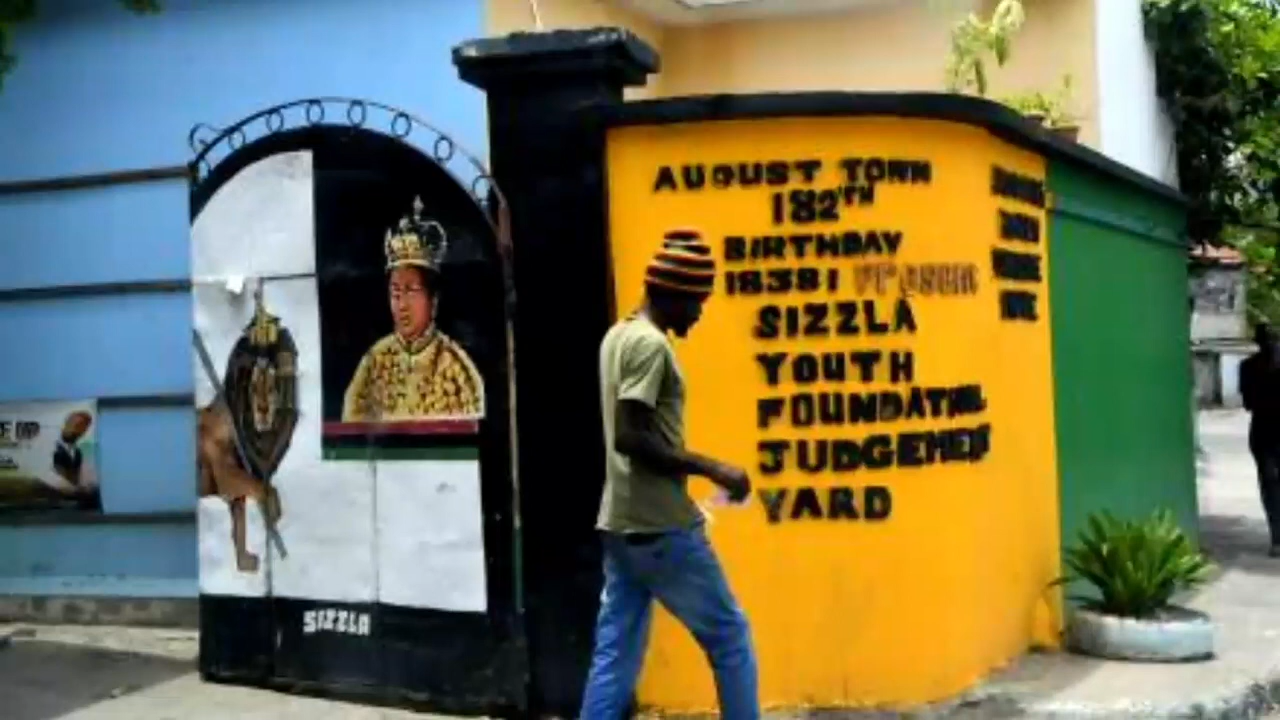 AUGUST TOWN
182TH
BIRTHDAY
1838:
SIZZLA
YOUTH
FOUNDATION
JUDGEMENT
YARD
SIZZLA